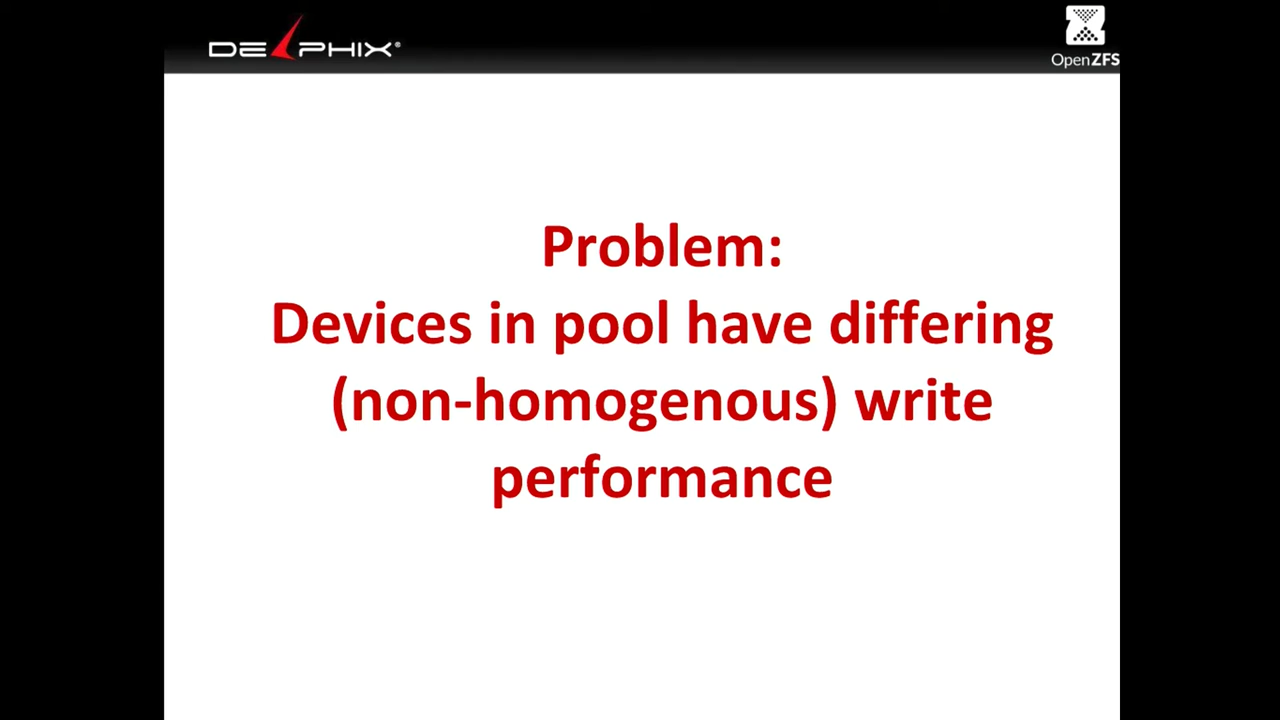 DELPHIX®
OpenZFS
Problem:
Devices in pool have differing
(non-homogenous) write
performance